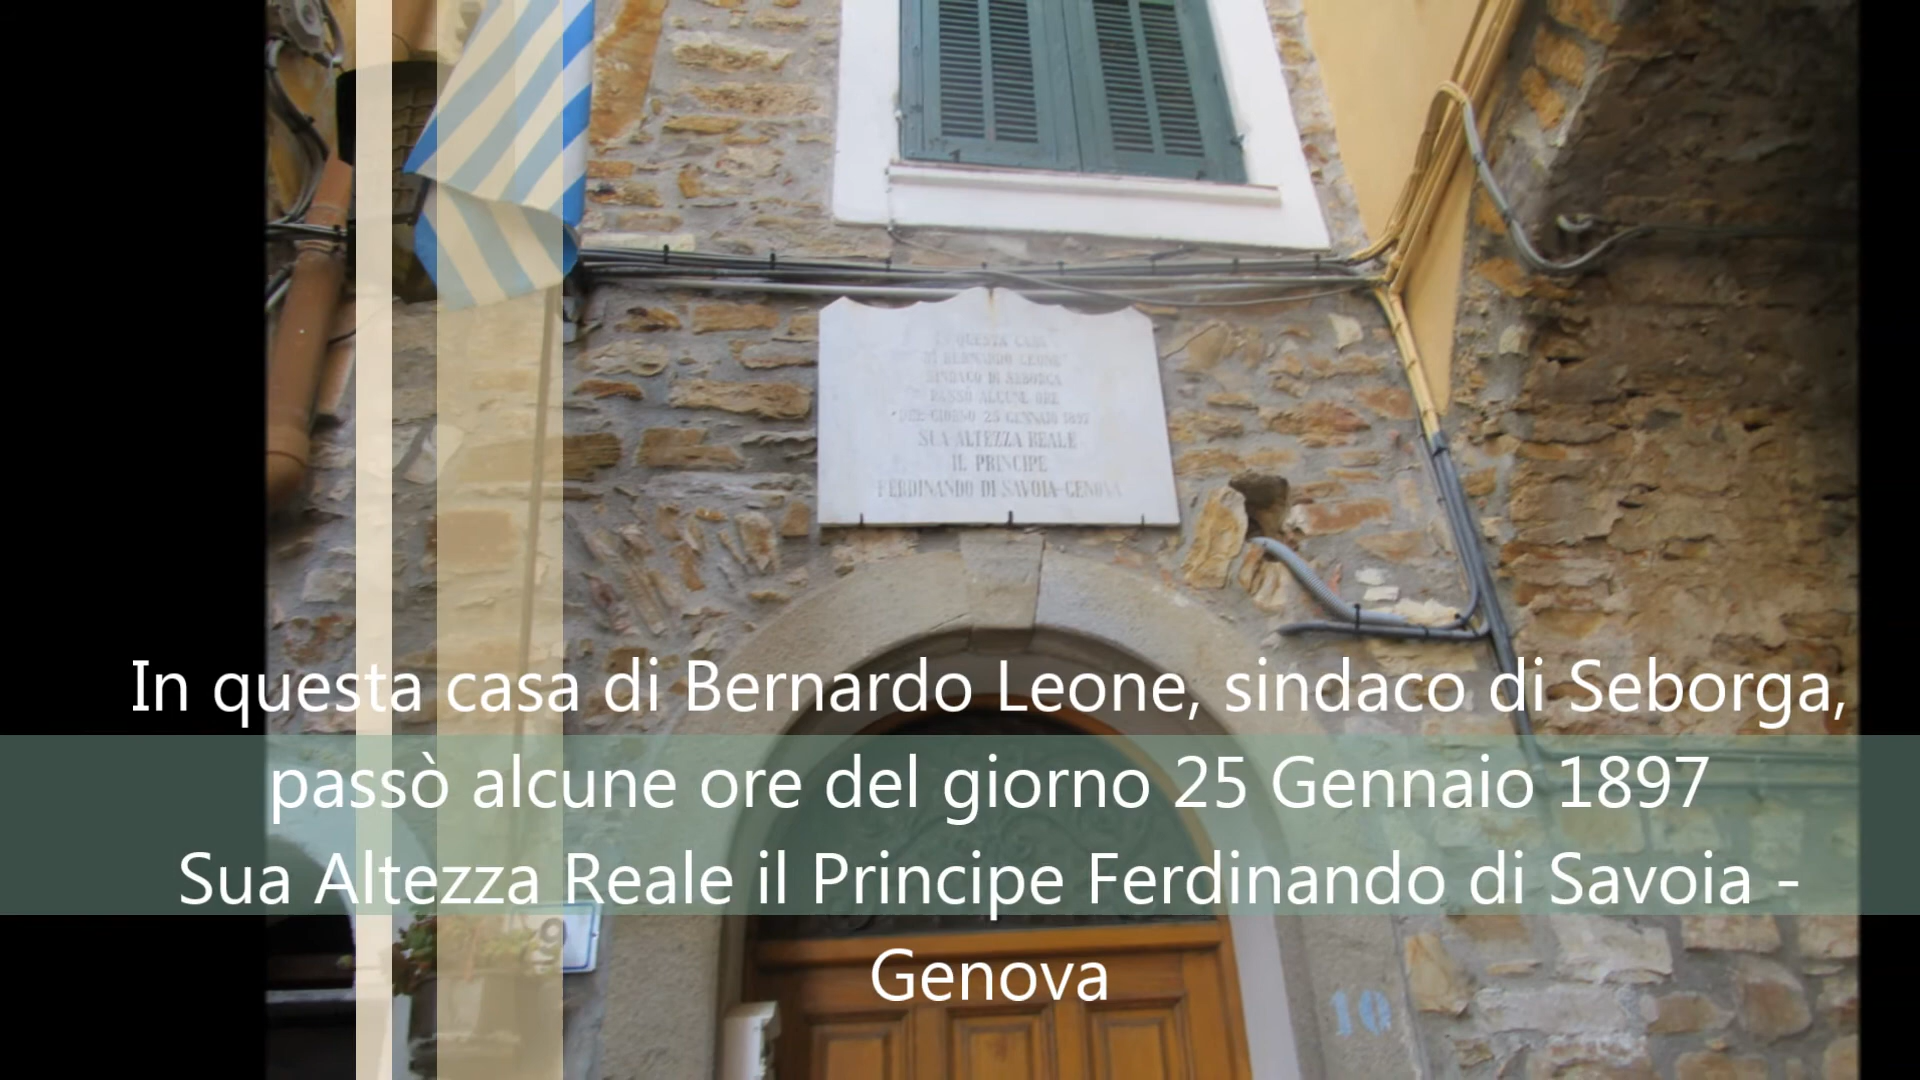 IN QUESTA CASA
DI BERNARDO LEONE
SINDACO DI SEBORGA
PASSÒ ALCUNE ORE
DEL GIORNO 25 GENNAIO 1897
SUA ALTEZZA REALE
IL PRINCIPE
FERDINANDO DI SAVOIA-GENOVA
In questa casa di Bernardo Leone, sindaco di Seborga,
passò alcune ore del giorno 25 Gennaio 1897
Sua Altezza Reale il Principe Ferdinando di Savoia -
Genova
9
10